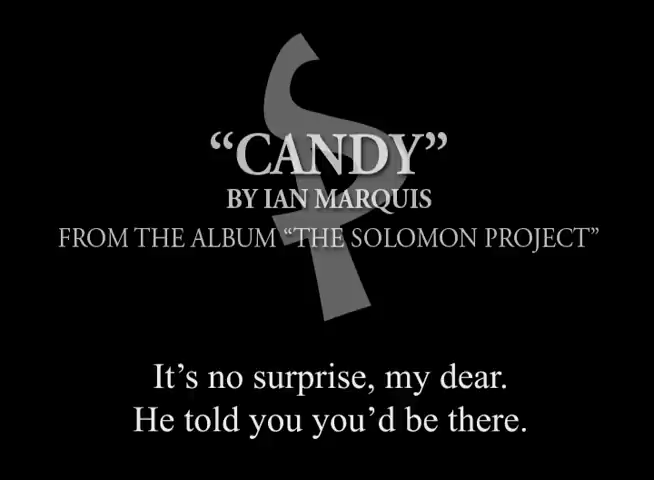 “CANDY”
BY IAN MARQUIS
FROM THE ALBUM “THE SOLOMON PROJECT”
It’s no surprise, my dear.
He told you you’d be there.